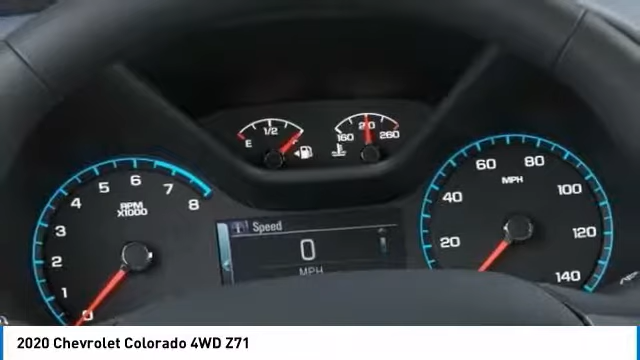 E 1/2 F
160 210 260
1 2 3 4 5 6 7 8
RPM
X1000
Speed
0
MPH
20 40 60 80 100 120 140
MPH
2020 Chevrolet Colorado 4WD Z71